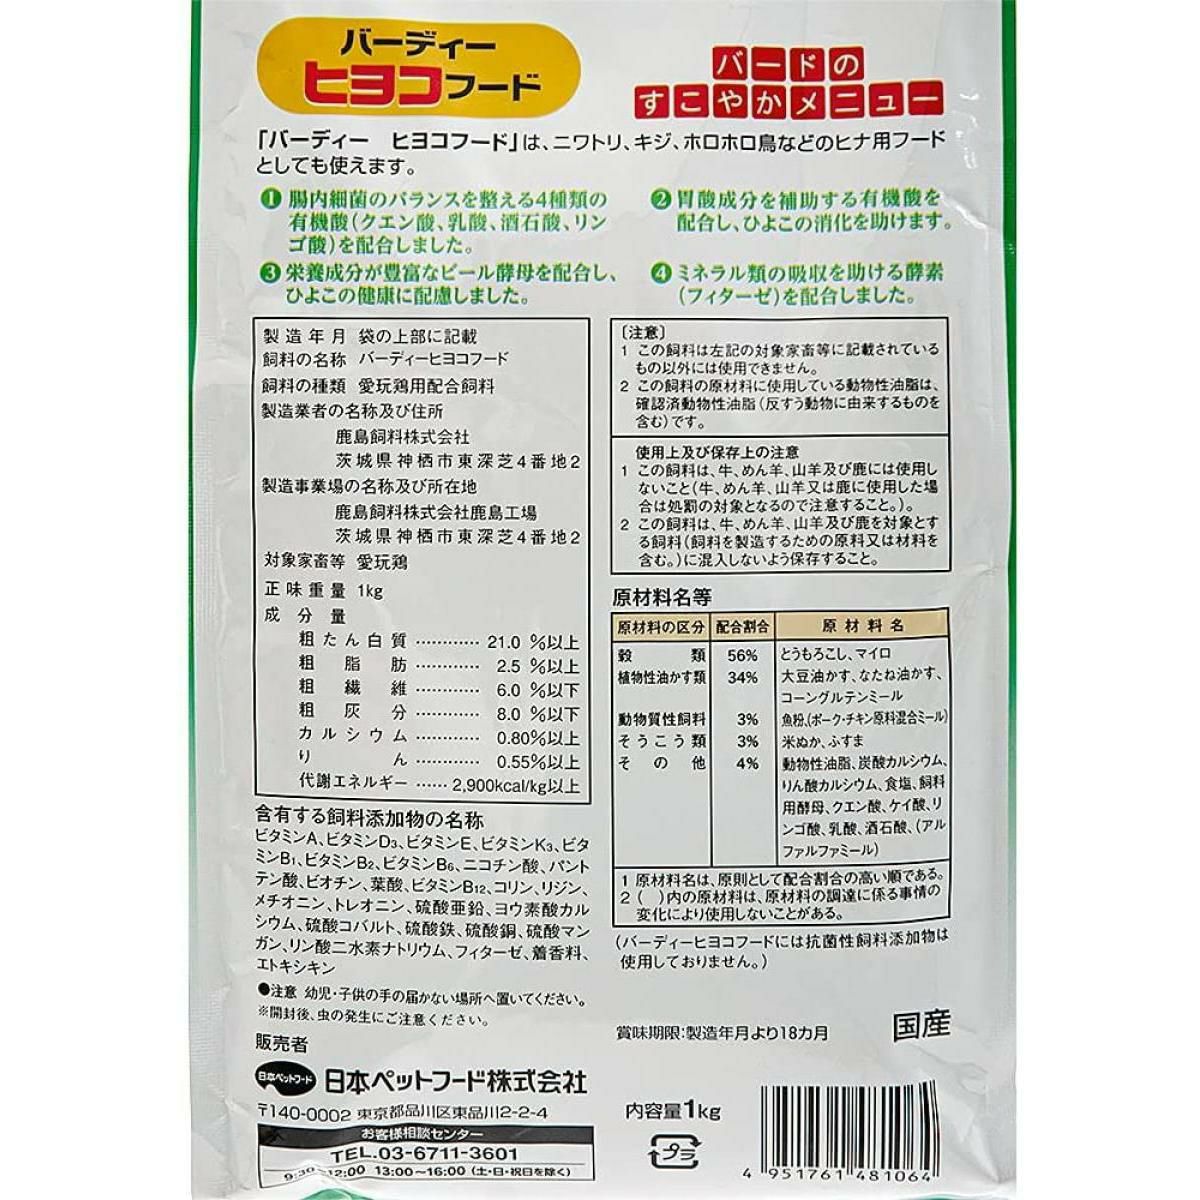 バーディー
ヒヨコフード
バードの
すこやかメニュー
「バーディー ヒヨコフード」は、ニワトリ、キジ、ホロホロ鳥などのヒナ用フード
としても使えます。
❶ 腸内細菌のバランスを整える4種類の
有機酸(クエン酸、乳酸、酒石酸、リン
ゴ酸)を配合しました。
❷ 胃酸成分を補助する有機酸を
配合し、ひよこの消化を助けます。
❸ 栄養成分が豊富なビール酵母を配合し、
ひよこの健康に配慮しました。
❹ ミネラル類の吸収を助ける酵素
(フィターゼ)を配合しました。
製造年月 袋の上部に記載
飼料の名称 バーディーヒヨコフード
飼料の種類 愛玩鶏用配合飼料
製造業者の名称及び住所
鹿島飼料株式会社
茨城県神栖市東深芝4番地2
製造事業場の名称及び所在地
鹿島飼料株式会社鹿島工場
茨城県神栖市東深芝4番地2
対象家畜等 愛玩鶏
正味重量 1kg
成分量
粗たん白質 ………… 21.0 %以上
粗脂肪 ………… 2.5 %以上
粗繊維 ………… 6.0 %以下
粗灰分 ………… 8.0 %以下
カルシウム ………… 0.80%以上
りん ………… 0.55%以上
代謝エネルギー …… 2,900kcal/kg以上
含有する飼料添加物の名称
ビタミンA、ビタミンD3、ビタミンE、ビタミンK3、ビタ
ミンB1、ビタミンB2、ビタミンB6、ニコチン酸、パント
テン酸、ビオチン、葉酸、ビタミンB12、コリン、リジン、
メチオニン、トレオニン、硫酸亜鉛、ヨウ素酸カル
シウム、硫酸コバルト、硫酸鉄、硫酸銅、硫酸マン
ガン、リン酸二水素ナトリウム、フィターゼ、着香料、
エトキシキン
●注意 幼児・子供の手の届かない場所へ置いてください。
※開封後、虫の発生にご注意ください。
販売者
日本ペットフード 日本ペットフード株式会社
〒140-0002 東京都品川区東品川2-2-4
お客様相談センター
TEL.03-6711-3601
9:30~12:00 13:00~16:00 (土・日・祝日を除く)
〔注意〕
1 この飼料は左記の対象家畜等に記載されている
もの以外には使用できません。
2 この飼料の原材料に使用している動物性油脂は、
確認済動物性油脂(反すう動物に由来するものを
含む)です。
使用上及び保存上の注意
1 この飼料は、牛、めん羊、山羊及び鹿には使用し
ないこと(牛、めん羊、山羊又は鹿に使用した場
合は処罰の対象となるので注意すること。)。
2 この飼料は、牛、めん羊、山羊及び鹿を対象とす
る飼料(飼料を製造するための原料又は材料を
含む。)に混入しないよう保存すること。
原材料名等
原材料の区分 配合割合 原材料名
穀類 56% とうもろこし、マイロ
植物性油かす類 34% 大豆油かす、なたね油かす、
コーングルテンミール
動物質性飼料 3% 魚粉、(ポーク・チキン原料混合ミール)
そうこう類 3% 米ぬか、ふすま
その他 4% 動物性油脂、炭酸カルシウム、
りん酸カルシウム、食塩、飼料
用酵母、クエン酸、ケイ酸、リ
ンゴ酸、乳酸、酒石酸、(アル
ファルファミール)
1 原材料名は、原則として配合割合の高い順である。
2 ( )内の原材料は、原材料の調達に係る事情の
変化により使用しないことがある。
(バーディーヒヨコフードには抗菌性飼料添加物は
使用しておりません。)
賞味期限:製造年月より18カ月
国産
内容量1kg
プラ
4 951761 481064